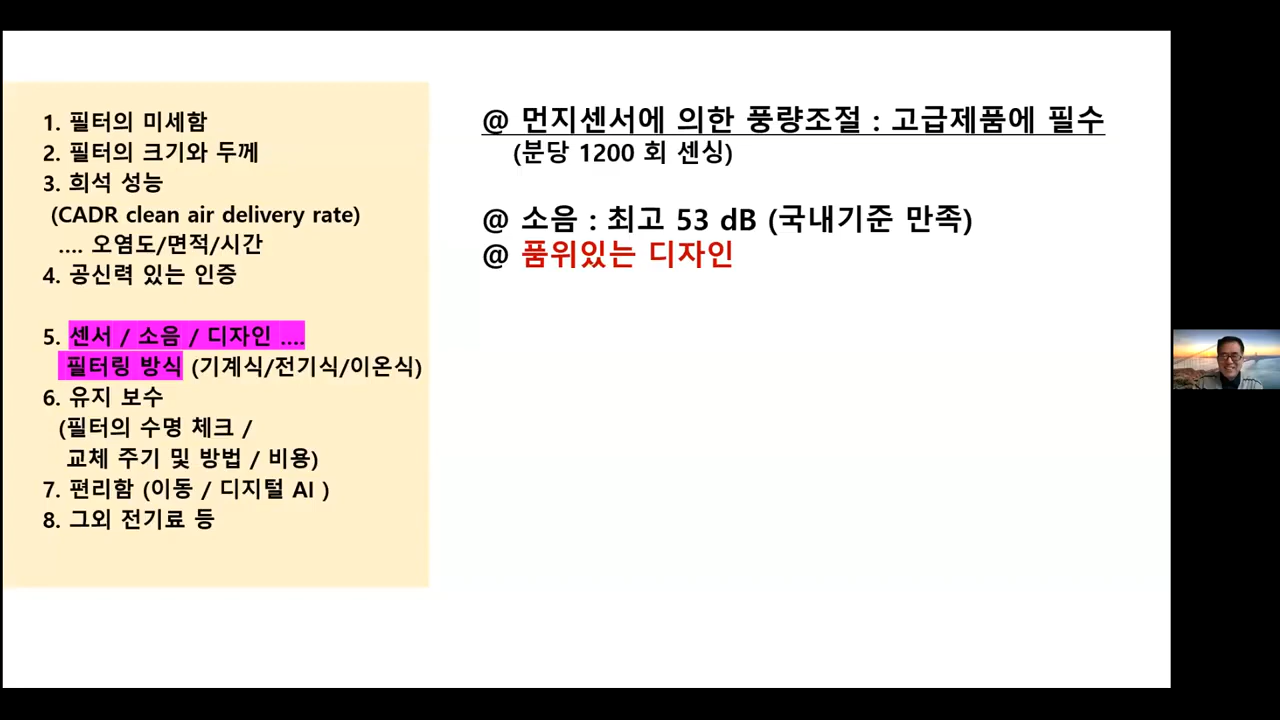 1. 필터의 미세함
2. 필터의 크기와 두께
3. 희석 성능
(CADR clean air delivery rate)
.... 오염도/면적/시간
4. 공신력 있는 인증
5. 센서 / 소음 / 디자인 ....
필터링 방식 (기계식/전기식/이온식)
6. 유지 보수
(필터의 수명 체크 /
교체 주기 및 방법 / 비용)
7. 편리함 (이동 / 디지털 AI )
8. 그외 전기료 등
@ 먼지센서에 의한 풍량조절 : 고급제품에 필수
(분당 1200 회 센싱)
@ 소음 : 최고 53 dB (국내기준 만족)
@ 품위있는 디자인